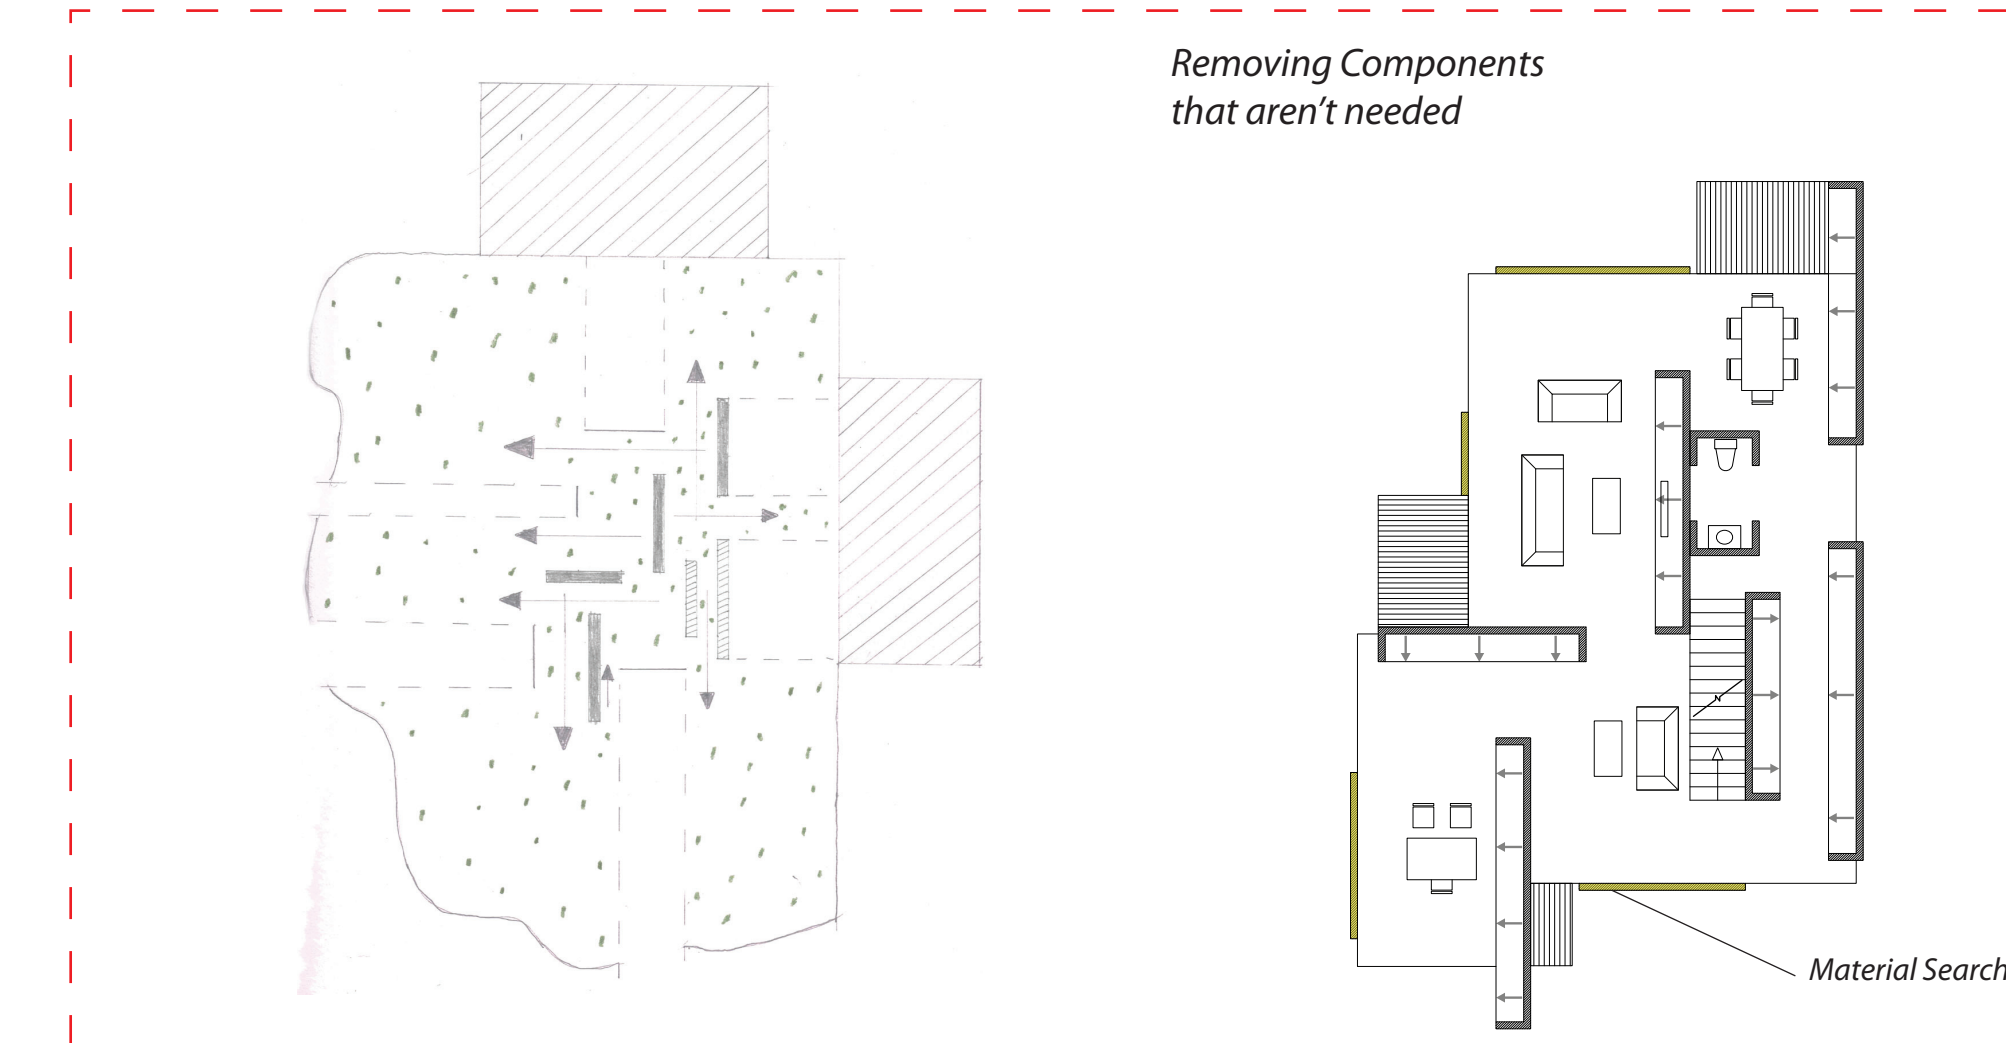 Removing Components
that aren't needed
Material Search